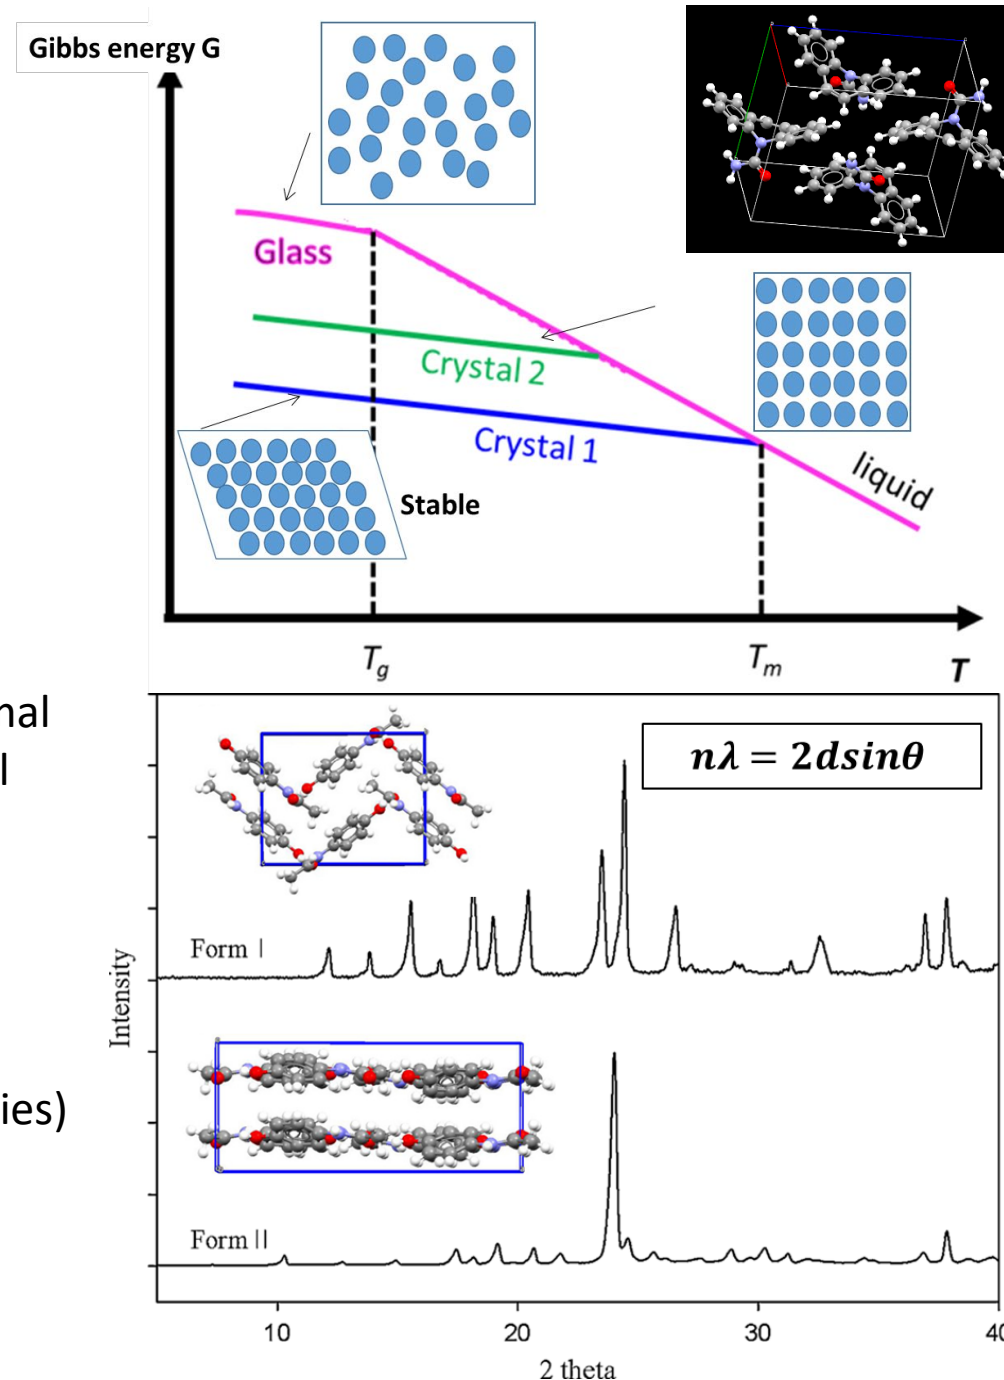 Gibbs energy G
Glass
Crystal 2
Crystal 1
Stable
liquid
Tg
Tm
T
nal
l
nλ = 2dsinθ
Form I
Intensity
ies)
Form II
10
20
30
40
2 theta